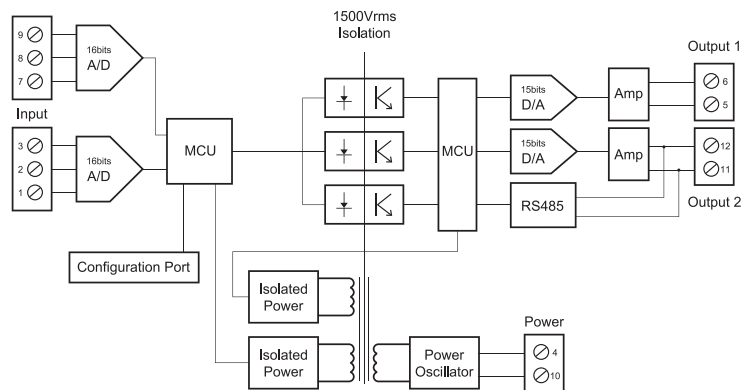 1500Vrms
Isolation
9
8
7
16bits
A/D
Input
3
2
1
16bits
A/D
MCU
Configuration Port
MCU
15bits
D/A
Amp
Output 1
6
5
15bits
D/A
Amp
12
11
Output 2
RS485
Isolated
Power
Isolated
Power
Power
Oscillator
Power
4
10